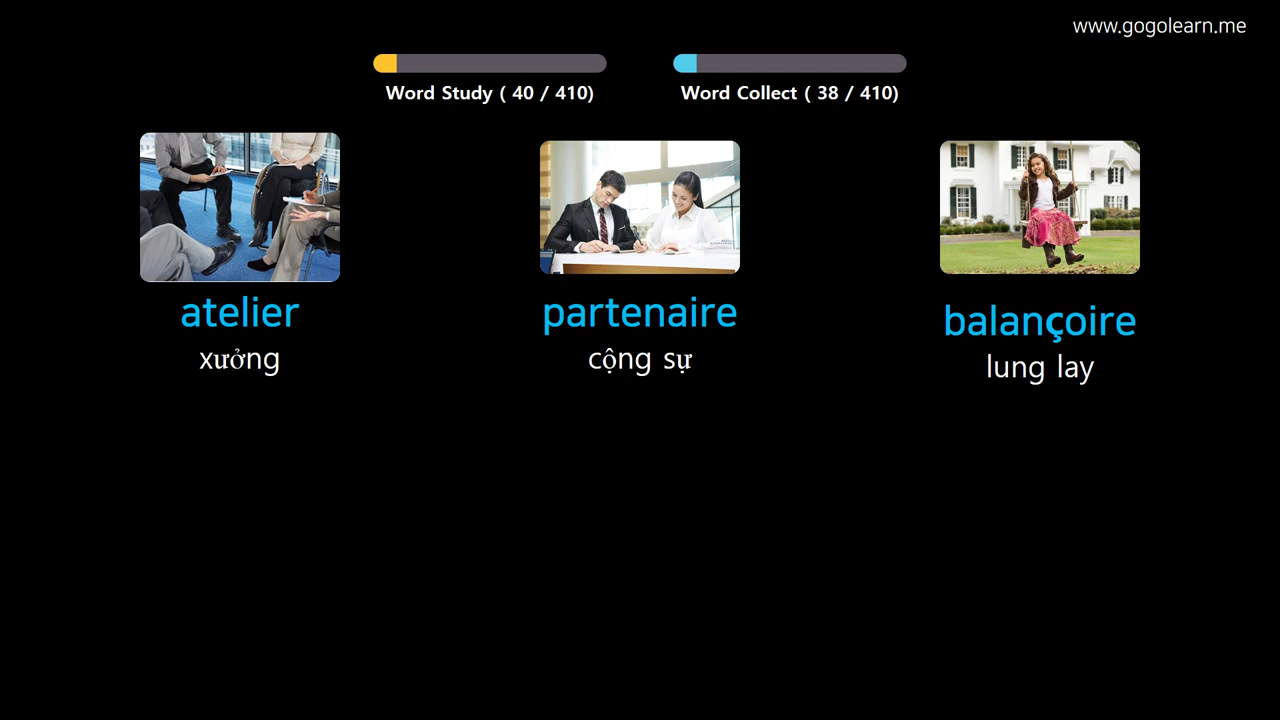 www.gogolearn.me
Word Study ( 40 / 410)
Word Collect ( 38 / 410)
atelier
xưởng
partenaire
cộng sự
balançoire
lung lay